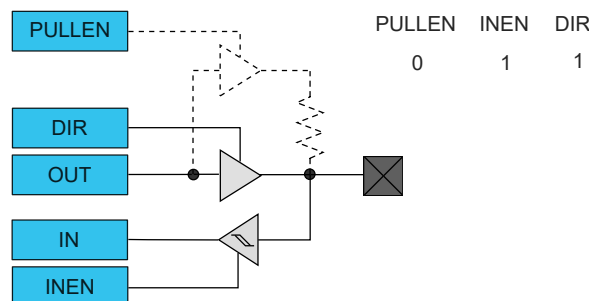 PULLEN
PULLEN INEN DIR
0 1 1
DIR
OUT
IN
INEN